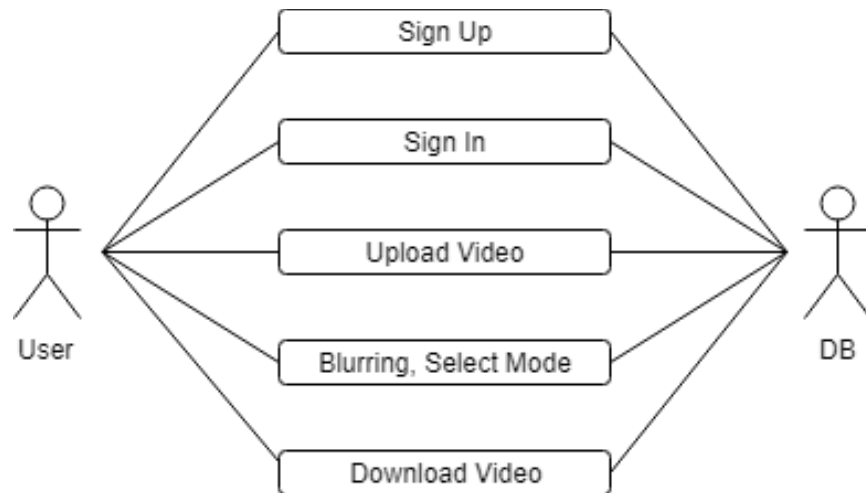 Sign Up
Sign In
Upload Video
User
DB
Blurring, Select Mode
Download Video